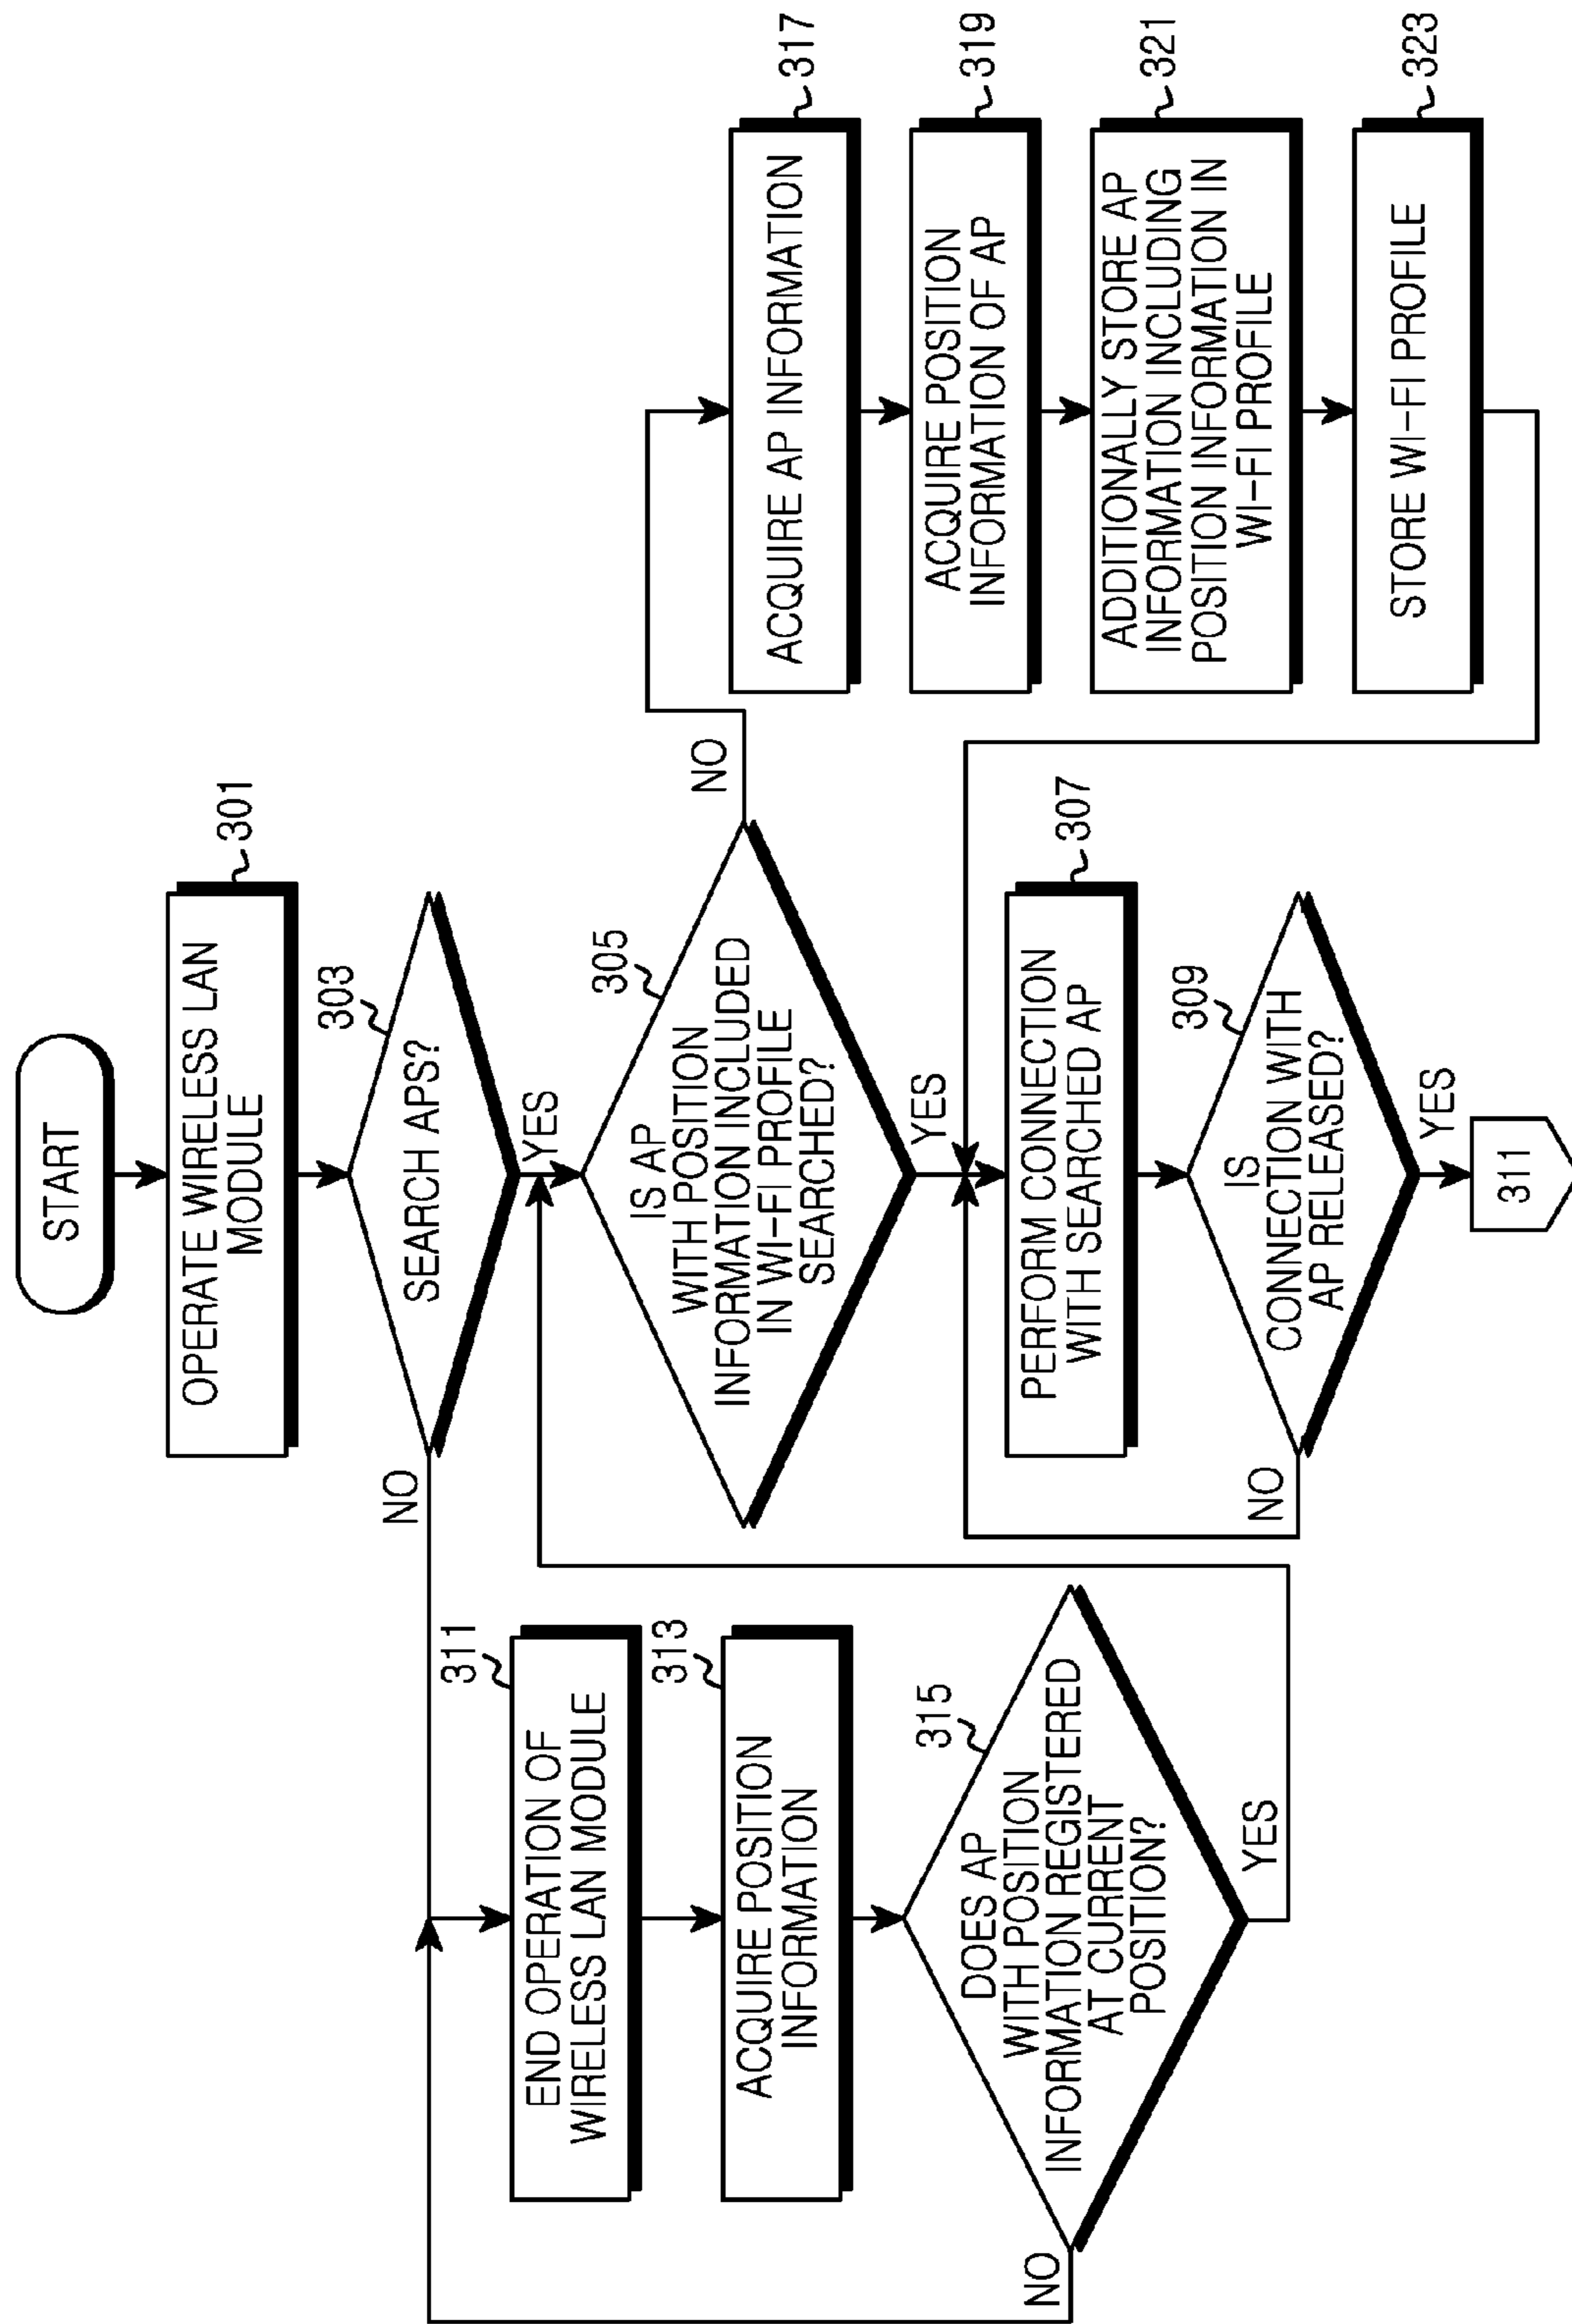 START
OPERATE WIRELESS LAN
MODULE
301
SEARCH APS?
303
NO
YES
IS AP
WITH POSITION
INFORMATION INCLUDED
IN WI-FI PROFILE
SEARCHED?
305
NO
YES
PERFORM CONNECTION
WITH SEARCHED AP
307
IS
CONNECTION WITH
AP RELEASED?
309
NO
YES
311
END OPERATION OF
WIRELESS LAN MODULE
311
ACQUIRE POSITION
INFORMATION
313
DOES AP
WITH POSITION
INFORMATION REGISTERED
AT CURRENT
POSITION?
315
NO
YES
ACQUIRE AP INFORMATION
317
ACQUIRE POSITION
INFORMATION OF AP
319
ADDITIONALLY STORE AP
INFORMATION INCLUDING
POSITION INFORMATION IN
WI-FI PROFILE
321
STORE WI-FI PROFILE
323